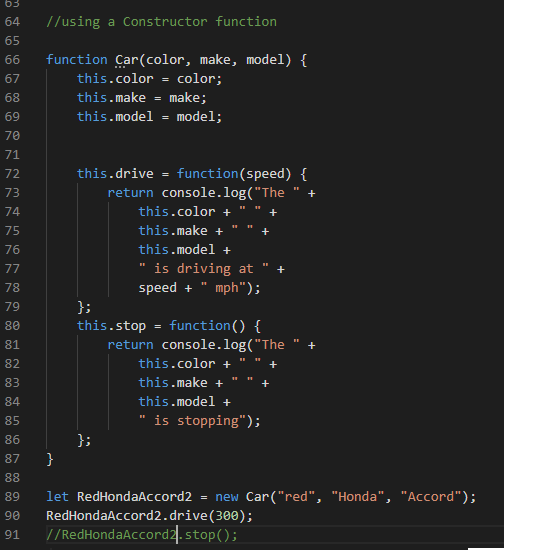 63
64 //using a Constructor function
65
66 function Car(color, make, model) {
67     this.color = color;
68     this.make = make;
69     this.model = model;
70
71
72     this.drive = function(speed) {
73         return console.log("The " +
74             this.color + " " +
75             this.make + " " +
76             this.model +
77             " is driving at " +
78             speed + " mph");
79     };
80     this.stop = function() {
81         return console.log("The " +
82             this.color + " " +
83             this.make + " " +
84             this.model +
85             " is stopping");
86     };
87 }
88
89 let RedHondaAccord2 = new Car("red", "Honda", "Accord");
90 RedHondaAccord2.drive(300);
91 //RedHondaAccord2.stop();